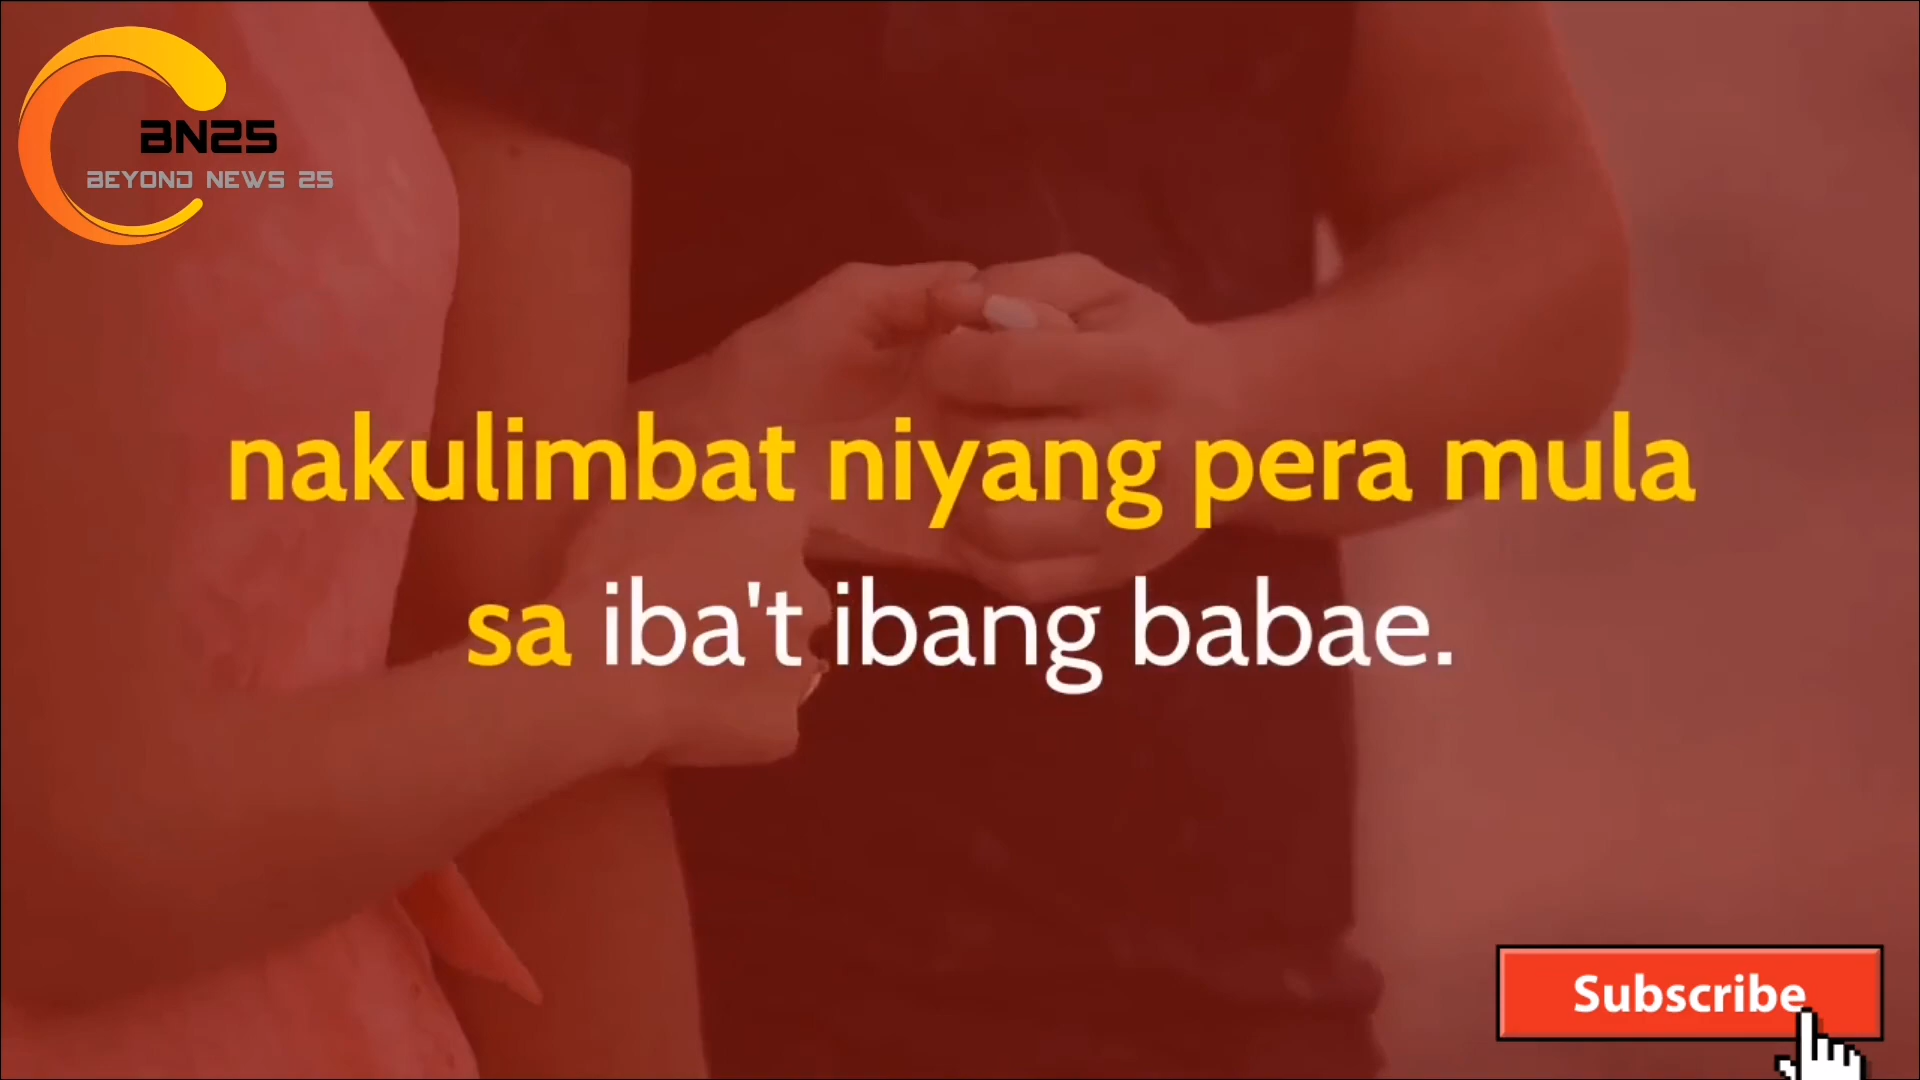 BN25
BEYOND NEWS 25
nakulimbat niyang pera mula
sa iba't ibang babae.
Subscribe